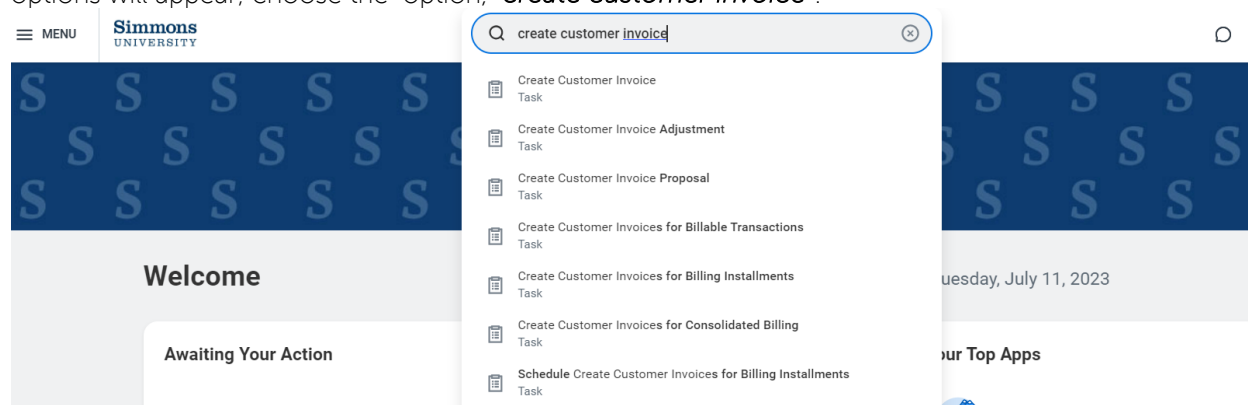 options will appear, choose the option, "create customer invoice".
MENU
Simmons
UNIVERSITY
create customer invoice
Create Customer Invoice
Task
Create Customer Invoice Adjustment
Task
Create Customer Invoice Proposal
Task
Create Customer Invoices for Billable Transactions
Task
Create Customer Invoices for Billing Installments
Task
Create Customer Invoices for Consolidated Billing
Task
Schedule Create Customer Invoices for Billing Installments
Task
S S S S S S S S
S S S S S S S S
S S S S S S S S
Welcome
uesday, July 11, 2023
Awaiting Your Action
ur Top Apps